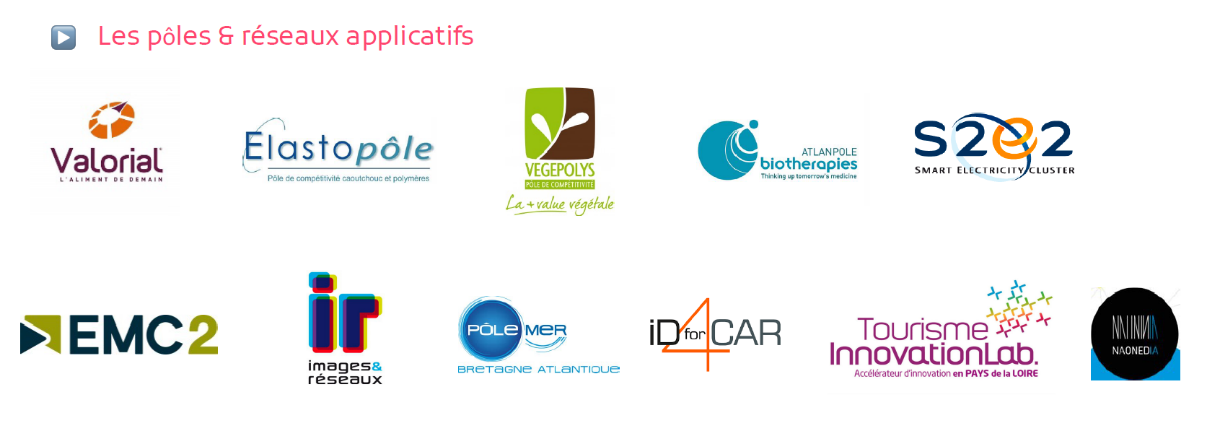 Les pôles & réseaux applicatifs
Valorial
L'ALIMENT DE DEMAIN
Elastopôle
Pôle de compétitivité caoutchouc et polymères
VEGEPOLYS
PÔLE DE COMPÉTITIVITÉ
La + value végétale
ATLANPOLE
biotherapies
Thinking up tomorrow's medicine
S2E2
SMART ELECTRICITY CLUSTER
EMC2
ir
images&
réseaux
PÔLE MER
BRETAGNE ATLANTIQUE
iD for CAR
4
Tourisme
InnovationLab.
Accélérateur d'innovation en PAYS de la LOIRE
NAONEDIA